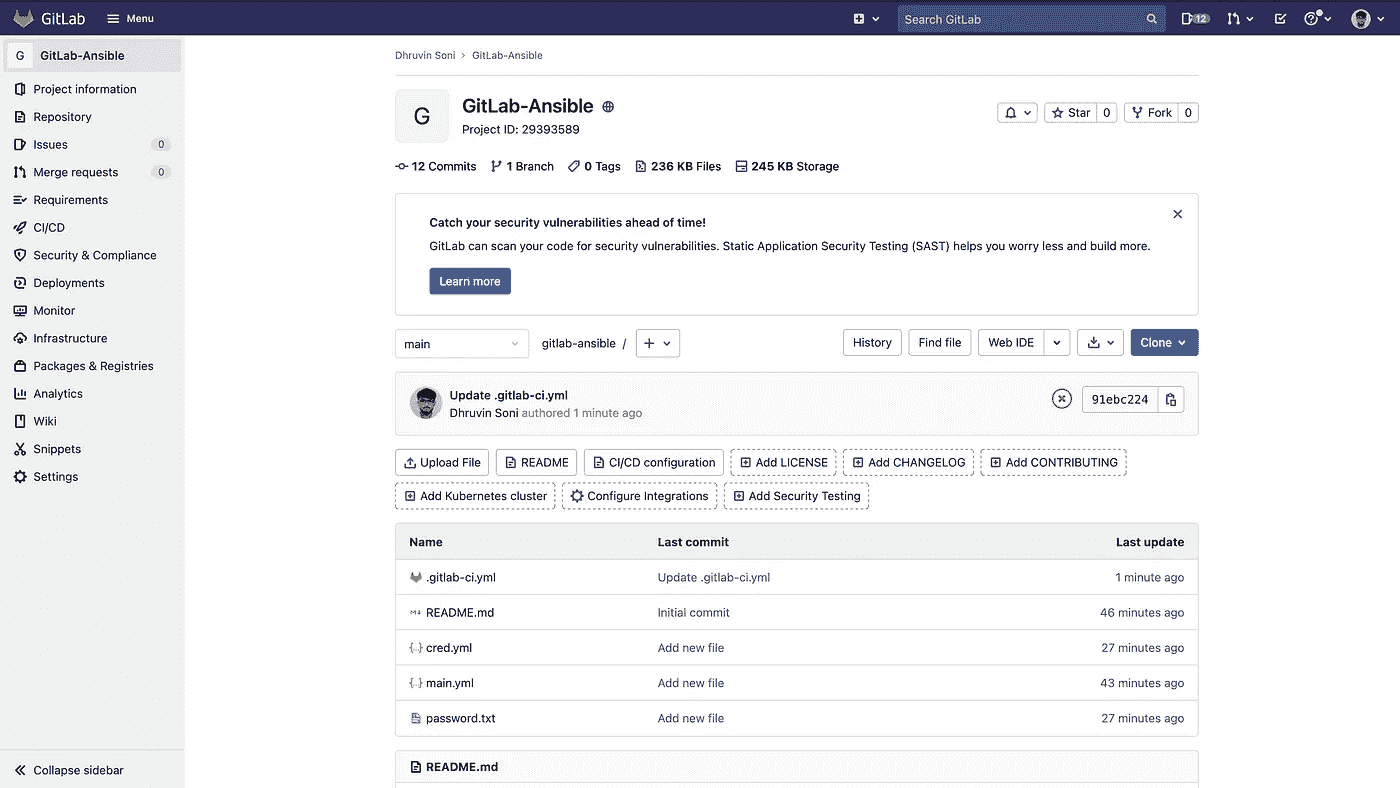 GitLab Menu Search GitLab 12
G GitLab-Ansible
Project information
Repository
Issues 0
Merge requests 0
Requirements
CI/CD
Security & Compliance
Deployments
Monitor
Infrastructure
Packages & Registries
Analytics
Wiki
Snippets
Settings
Collapse sidebar
Dhruvin Soni > GitLab-Ansible
G
GitLab-Ansible
Project ID: 29393589
Star 0 Fork 0
12 Commits 1 Branch 0 Tags 236 KB Files 245 KB Storage
Catch your security vulnerabilities ahead of time!
GitLab can scan your code for security vulnerabilities. Static Application Security Testing (SAST) helps you worry less and build more.
Learn more
main gitlab-ansible / + History Find file Web IDE Clone
Update .gitlab-ci.yml
Dhruvin Soni authored 1 minute ago
91ebc224
Upload File README CI/CD configuration Add LICENSE Add CHANGELOG Add CONTRIBUTING
Add Kubernetes cluster Configure Integrations Add Security Testing
Name Last commit Last update
.gitlab-ci.yml Update .gitlab-ci.yml 1 minute ago
README.md Initial commit 46 minutes ago
cred.yml Add new file 27 minutes ago
main.yml Add new file 43 minutes ago
password.txt Add new file 27 minutes ago
README.md